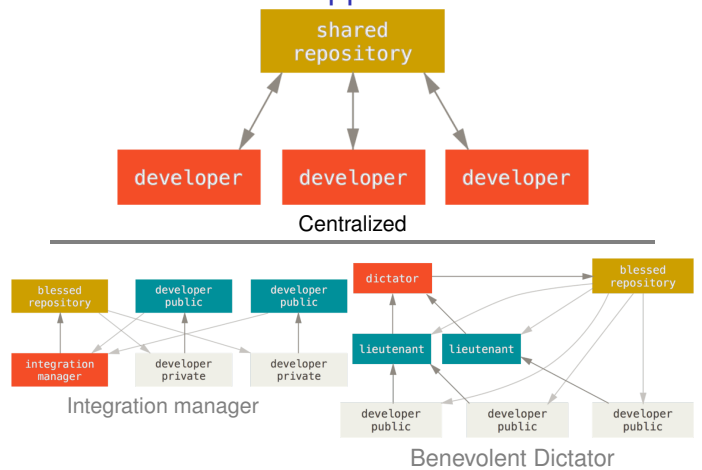 shared
repository
developer
developer
developer
Centralized
blessed
repository
developer
public
developer
public
integration
manager
developer
private
developer
private
Integration manager
dictator
blessed
repository
lieutenant
lieutenant
developer
public
developer
public
developer
public
Benevolent Dictator